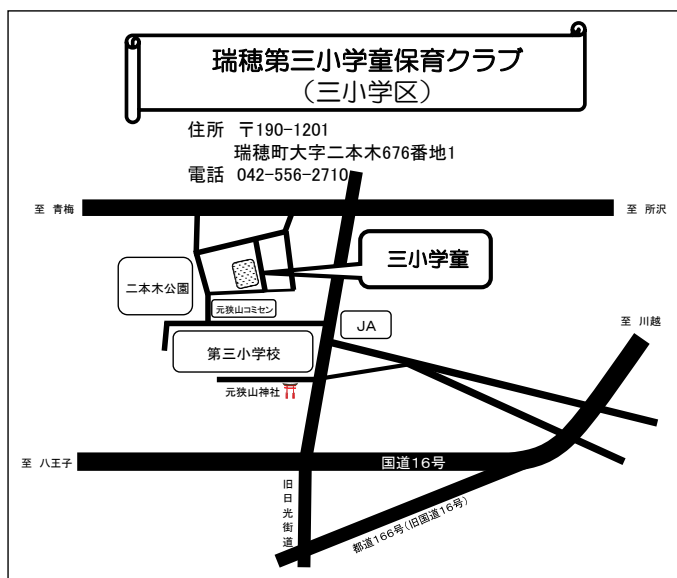 瑞穂第三小学童保育クラブ
（三小学区）
住所 〒190-1201
瑞穂町大字二本木676番地1
電話 042-556-2710
至 青梅
至 所沢
三小学童
二本木公園
元狭山コミセン
JA
至 川越
第三小学校
元狭山神社
至 八王子
国道16号
旧日光街道
都道166号(旧国道16号)